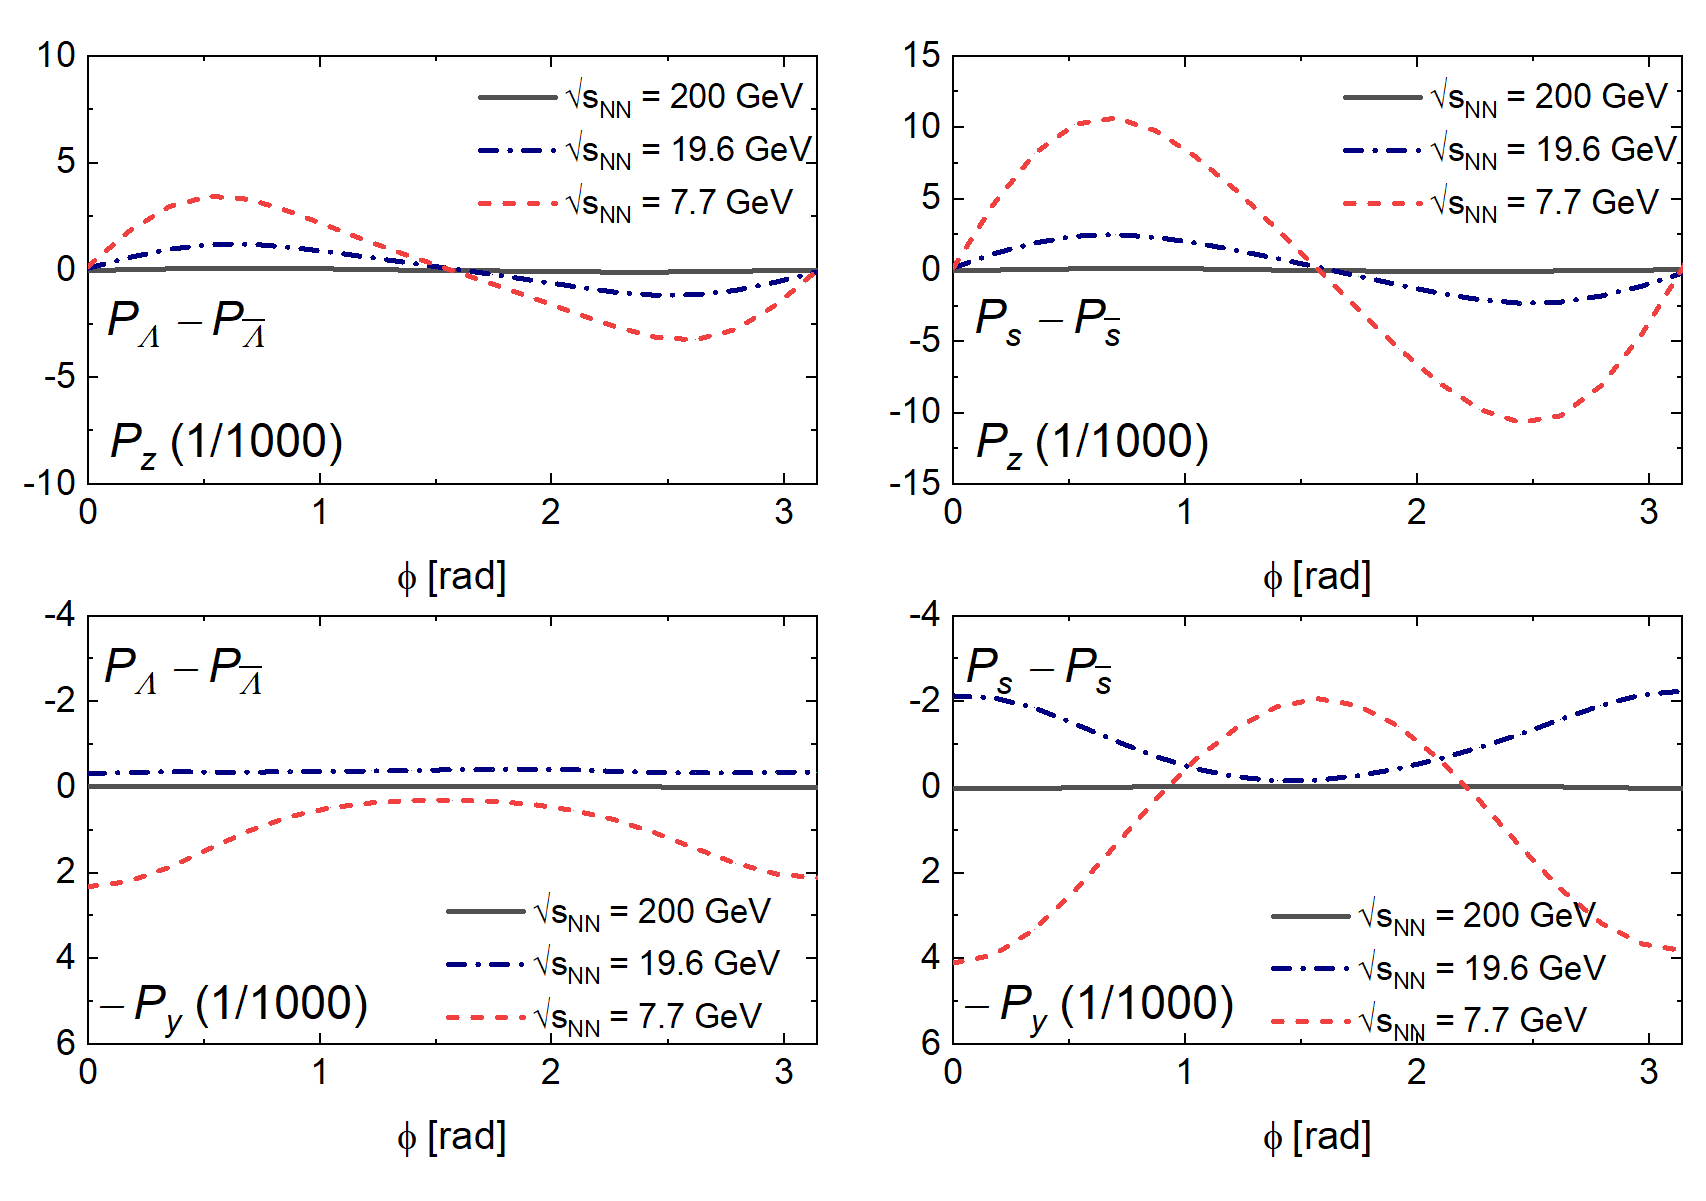 10
5
0
-5
-10
√sNN = 200 GeV
√sNN = 19.6 GeV
√sNN = 7.7 GeV
PΛ – PΛ̅
Pz (1/1000)
0 1 2 3
ϕ [rad]
15
10
5
0
-5
-10
-15
√sNN = 200 GeV
√sNN = 19.6 GeV
√sNN = 7.7 GeV
Ps – Ps̅
Pz (1/1000)
0 1 2 3
ϕ [rad]
-4
-2
0
2
4
6
PΛ – PΛ̅
√sNN = 200 GeV
√sNN = 19.6 GeV
√sNN = 7.7 GeV
– Py (1/1000)
0 1 2 3
ϕ [rad]
-4
-2
0
2
4
6
Ps – Ps̅
√sNN = 200 GeV
√sNN = 19.6 GeV
√sNN = 7.7 GeV
– Py (1/1000)
0 1 2 3
ϕ [rad]